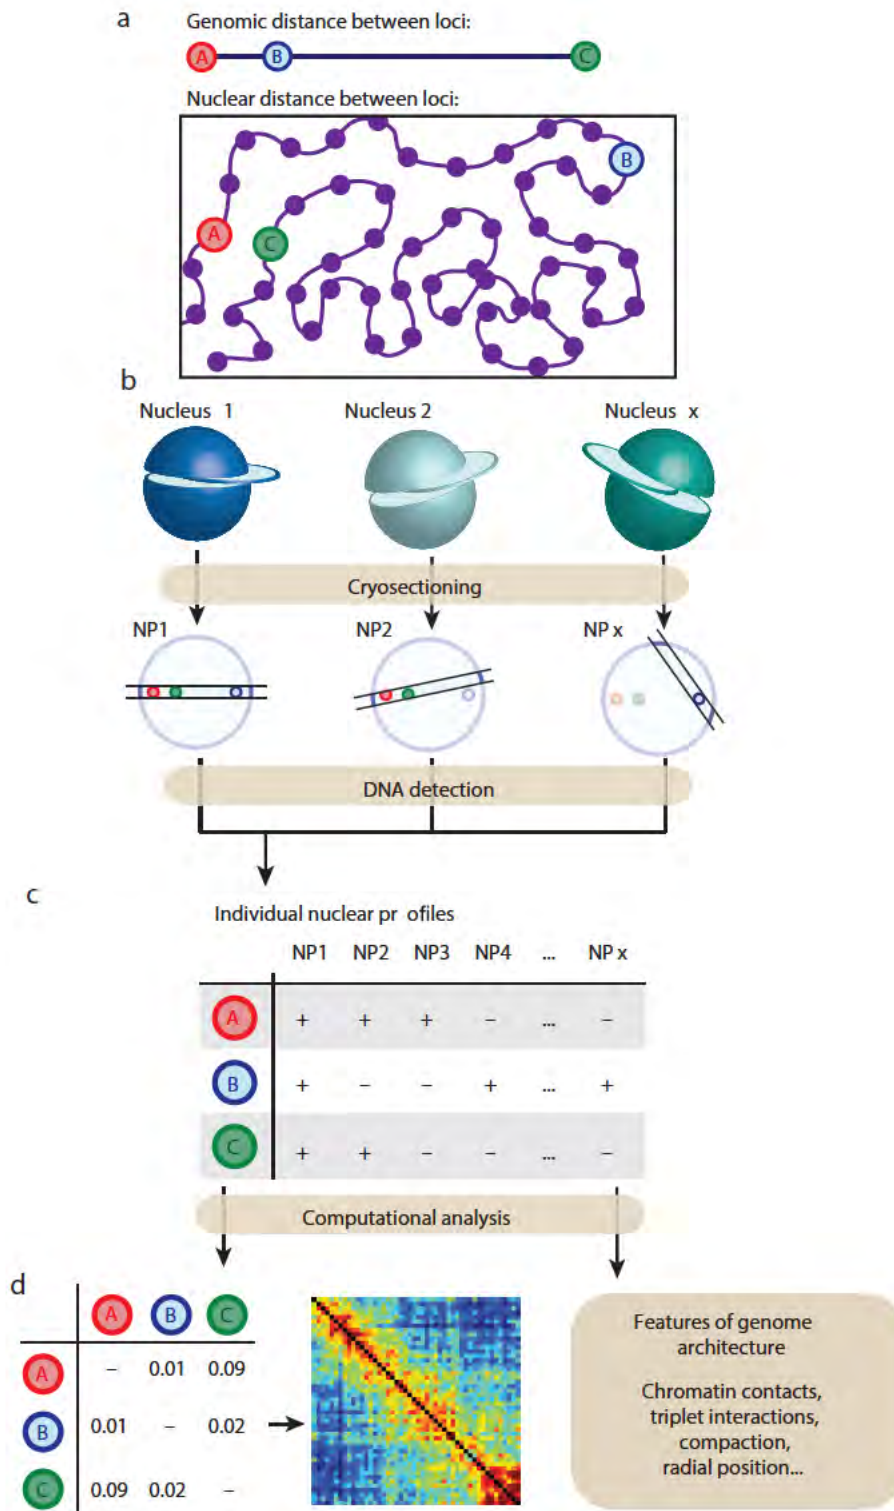 a
Genomic distance between loci:
A B C
Nuclear distance between loci:
B
A
C
b
Nucleus 1 Nucleus 2 Nucleus x
Cryosectioning
NP1 NP2 NP x
DNA detection
c
Individual nuclear pr ofiles
NP1 NP2 NP3 NP4 ... NP x
A + + + – ... –
B + – – + ... +
C + + – – ... –
Computational analysis
d
A B C
A – 0.01 0.09
B 0.01 – 0.02
C 0.09 0.02 –
Features of genome
architecture
Chromatin contacts,
triplet interactions,
compaction,
radial position...